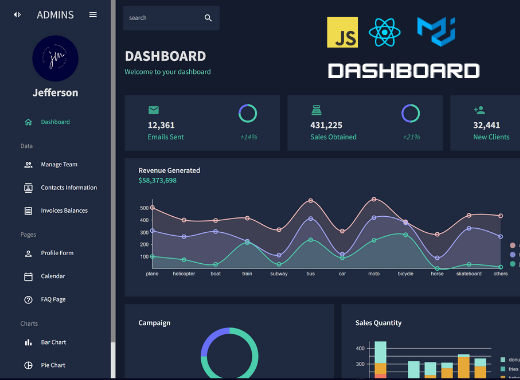 ADMINS
Jefferson
Dashboard
Data
Manage Team
Contacts Information
Invoices Balances
Pages
Profile Form
Calendar
FAQ Page
Charts
Bar Chart
Pie Chart
search
JS
DASHBOARD
DASHBOARD
Welcome to your dashboard
12,361
Emails Sent
+14%
431,225
Sales Obtained
+21%
32,441
New Clients
Revenue Generated
$58,373,698
500
400
300
200
100
plane helicopter boat train subway bus car moto bicycle horse skateboard others
Campaign
Sales Quantity
400
300
donu
fries